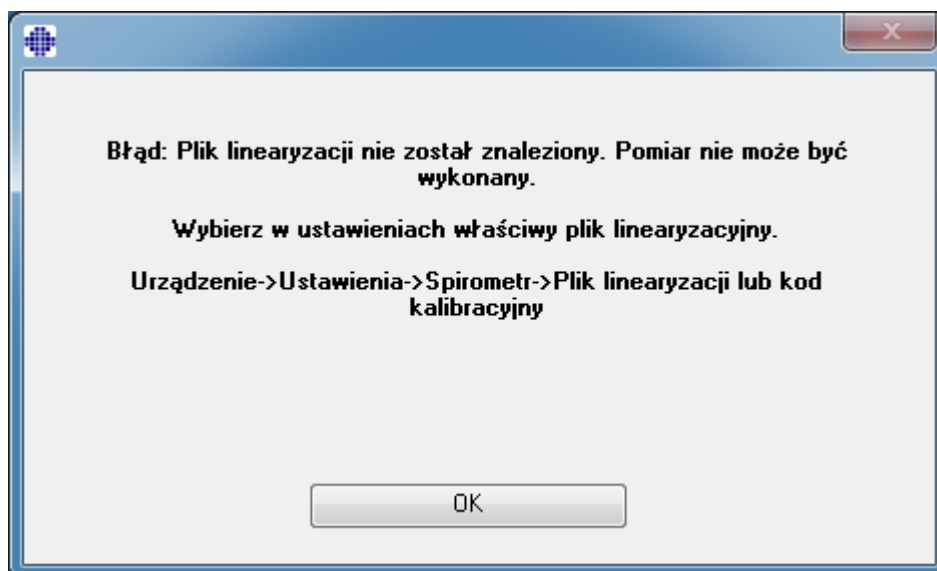 Błąd: Plik linearyzacji nie został znaleziony. Pomiar nie może być
wykonany.
Wybierz w ustawieniach właściwy plik linearyzacyjny.
Urządzenie->Ustawienia->Spirometr->Plik linearyzacji lub kod
kalibracyjny
OK